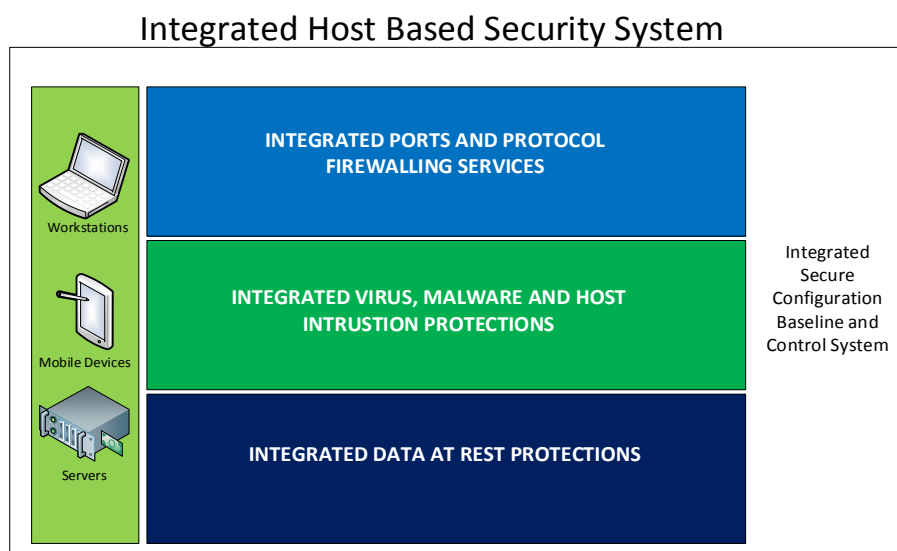 Integrated Host Based Security System
Workstations
Mobile Devices
Servers
INTEGRATED PORTS AND PROTOCOL
FIREWALLING SERVICES
INTEGRATED VIRUS, MALWARE AND HOST
INTRUSTION PROTECTIONS
INTEGRATED DATA AT REST PROTECTIONS
Integrated
Secure
Configuration
Baseline and
Control System